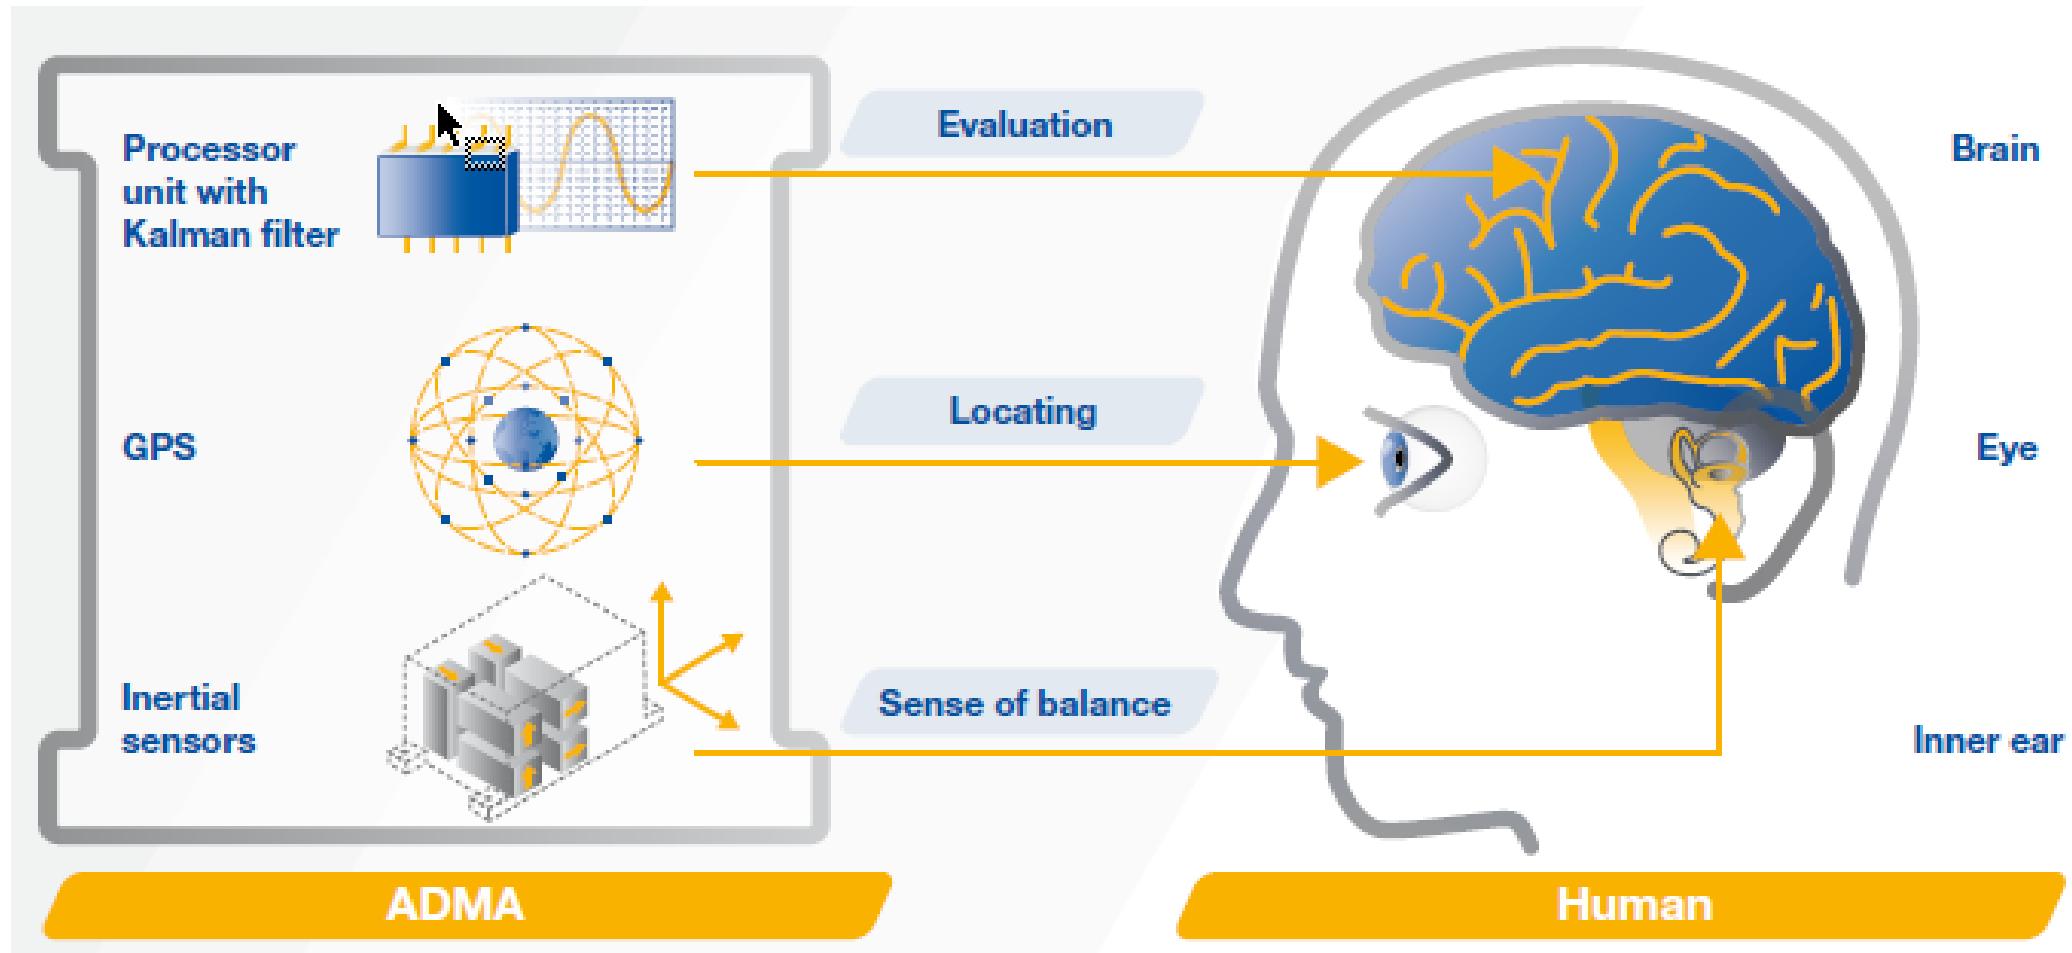 Processor
unit with
Kalman filter
Evaluation
Brain
GPS
Locating
Eye
Inertial
sensors
Sense of balance
Inner ear
ADMA
Human